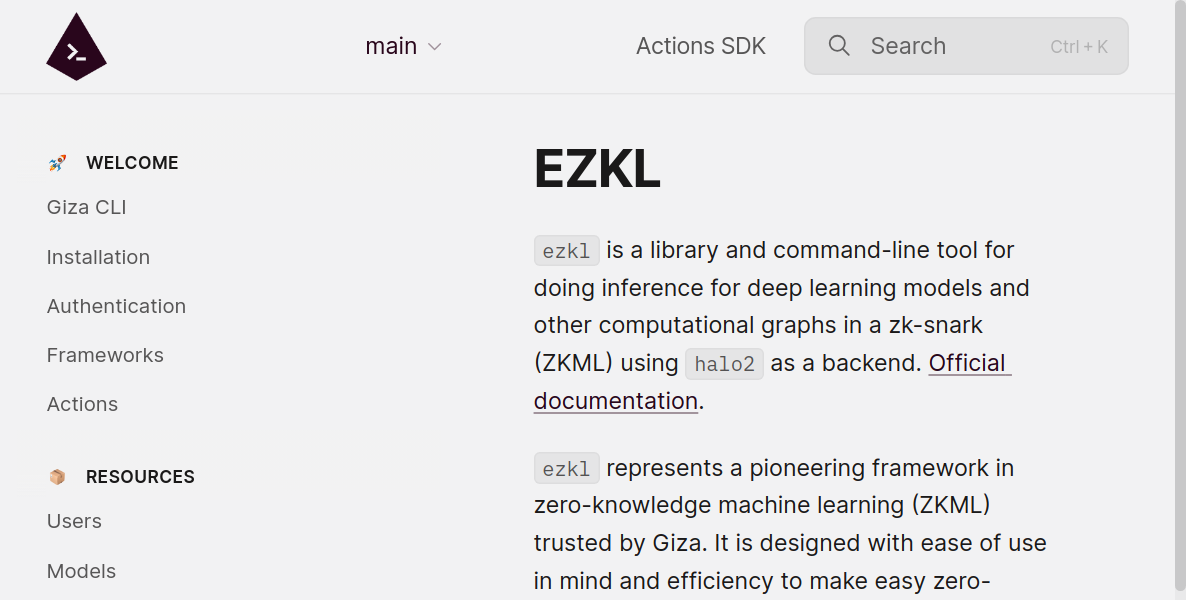 main
Actions SDK
Search
Ctrl + K
WELCOME
Giza CLI
Installation
Authentication
Frameworks
Actions
RESOURCES
Users
Models
EZKL
ezkl is a library and command-line tool for
doing inference for deep learning models and
other computational graphs in a zk-snark
(ZKML) using halo2 as a backend. Official
documentation.
ezkl represents a pioneering framework in
zero-knowledge machine learning (ZKML)
trusted by Giza. It is designed with ease of use
in mind and efficiency to make easy zero-